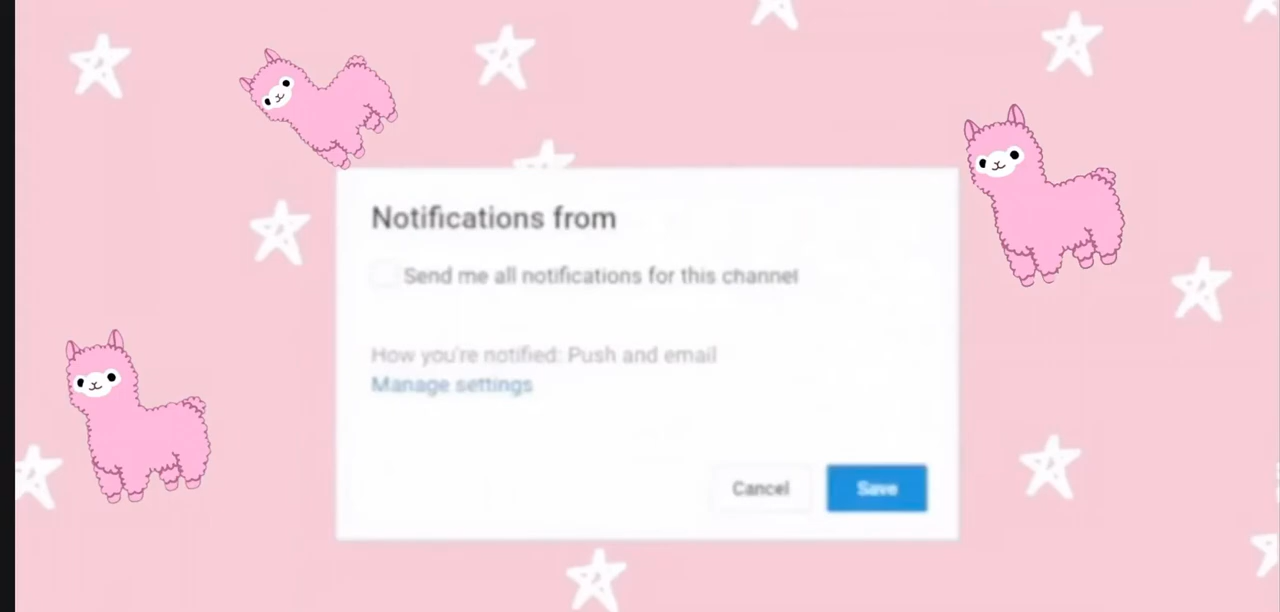 Notifications from
Send me all notifications for this channel
How you're notified: Push and email
Manage settings
Cancel
Save